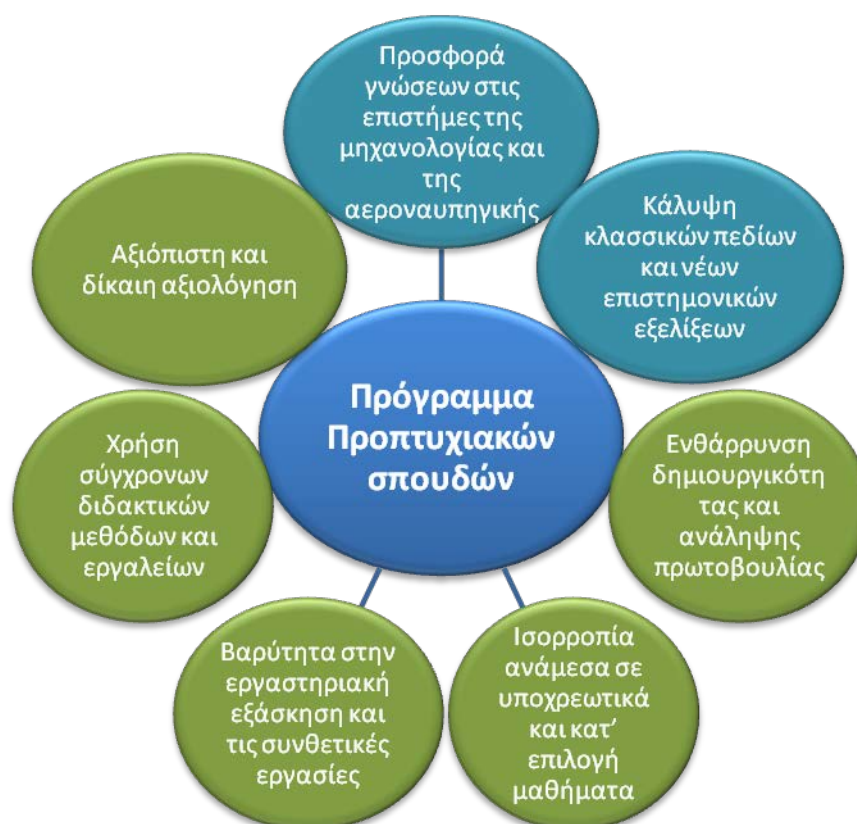 Προσφορά
γνώσεων στις
επιστήμες της
μηχανολογίας και
της
αεροναυπηγικής
Κάλυψη
κλασσικών πεδίων
και νέων
επιστημονικών
εξελίξεων
Ενθάρρυνση
δημιουργικότη
τας και
ανάληψης
πρωτοβουλίας
Ισορροπία
ανάμεσα σε
υποχρεωτικά
και κατ’
επιλογή
μαθήματα
Βαρύτητα στην
εργαστηριακή
εξάσκηση και
τις συνθετικές
εργασίες
Χρήση
σύγχρονων
διδακτικών
μεθόδων και
εργαλείων
Αξιόπιστη και
δίκαιη αξιολόγηση
Πρόγραμμα
Προπτυχιακών
σπουδών